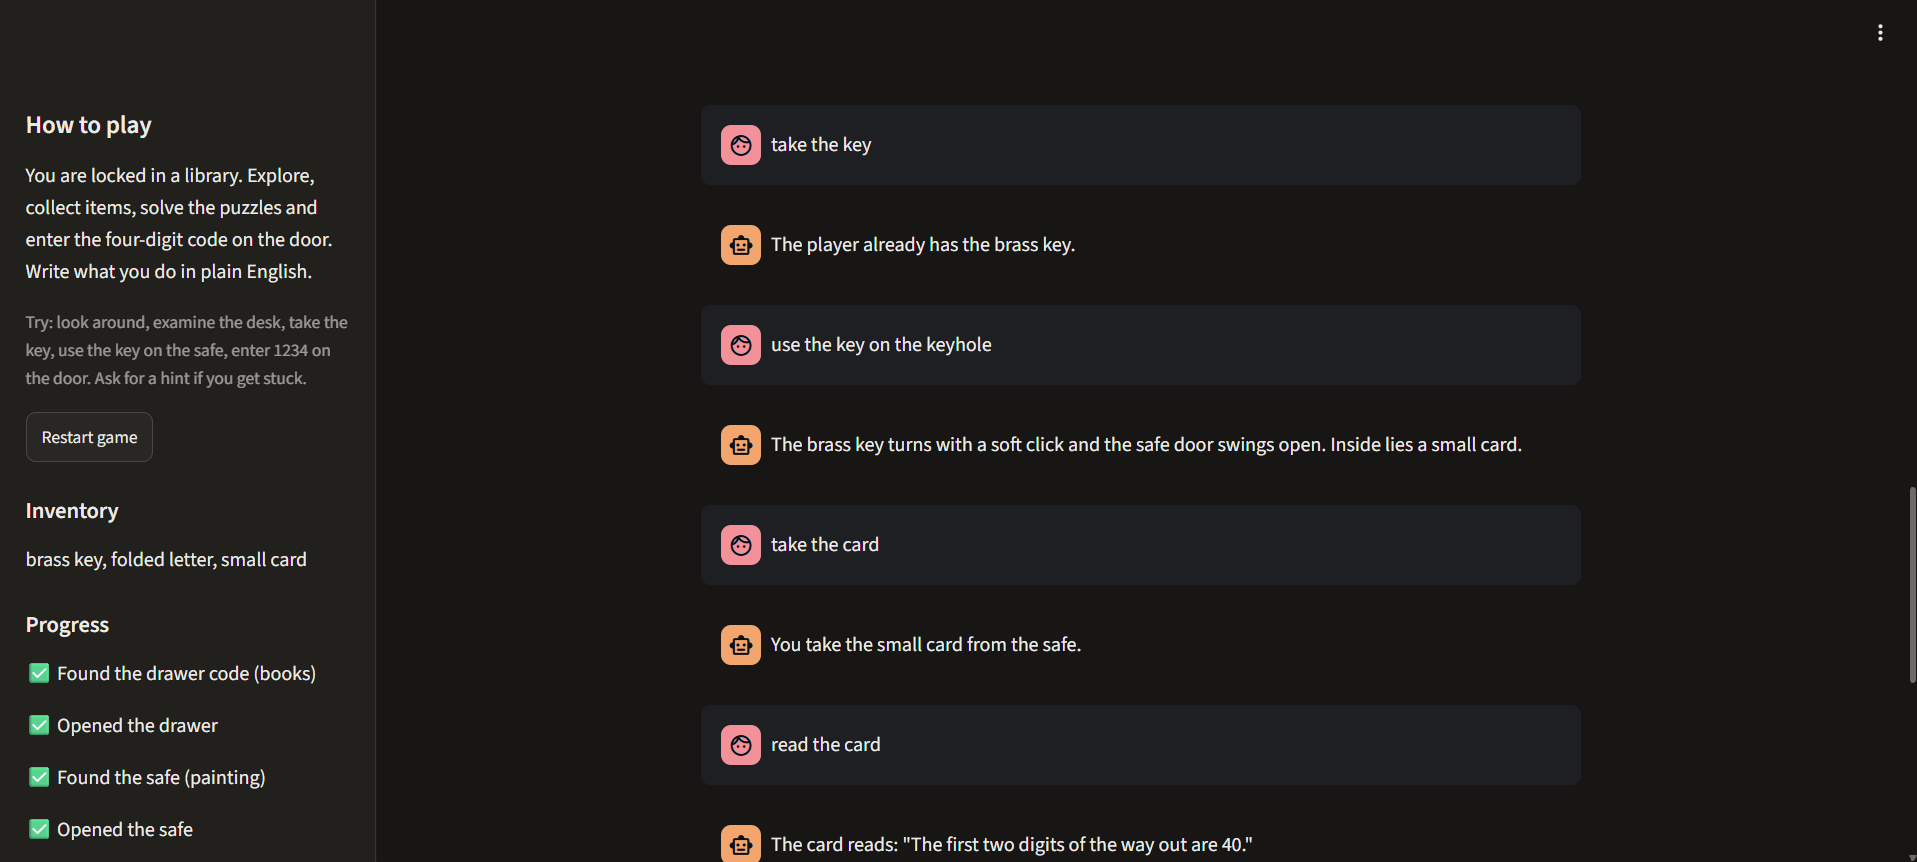 How to play
You are locked in a library. Explore,
collect items, solve the puzzles and
enter the four-digit code on the door.
Write what you do in plain English.
Try: look around, examine the desk, take the
key, use the key on the safe, enter 1234 on
the door. Ask for a hint if you get stuck.
Restart game
Inventory
brass key, folded letter, small card
Progress
Found the drawer code (books)
Opened the drawer
Found the safe (painting)
Opened the safe
take the key
The player already has the brass key.
use the key on the keyhole
The brass key turns with a soft click and the safe door swings open. Inside lies a small card.
take the card
You take the small card from the safe.
read the card
The card reads: "The first two digits of the way out are 40."